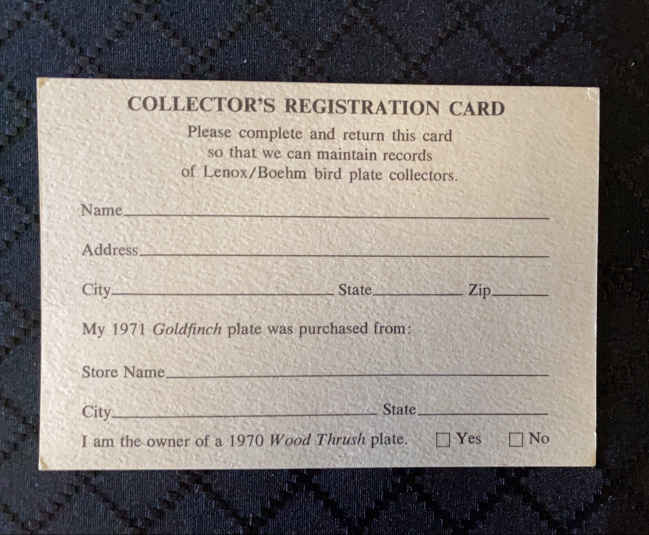 COLLECTOR'S REGISTRATION CARD
Please complete and return this card
so that we can maintain records
of Lenox/Boehm bird plate collectors.
Name
Address
City State Zip
My 1971 Goldfinch plate was purchased from:
Store Name
City State
I am the owner of a 1970 Wood Thrush plate. ☐ Yes ☐ No